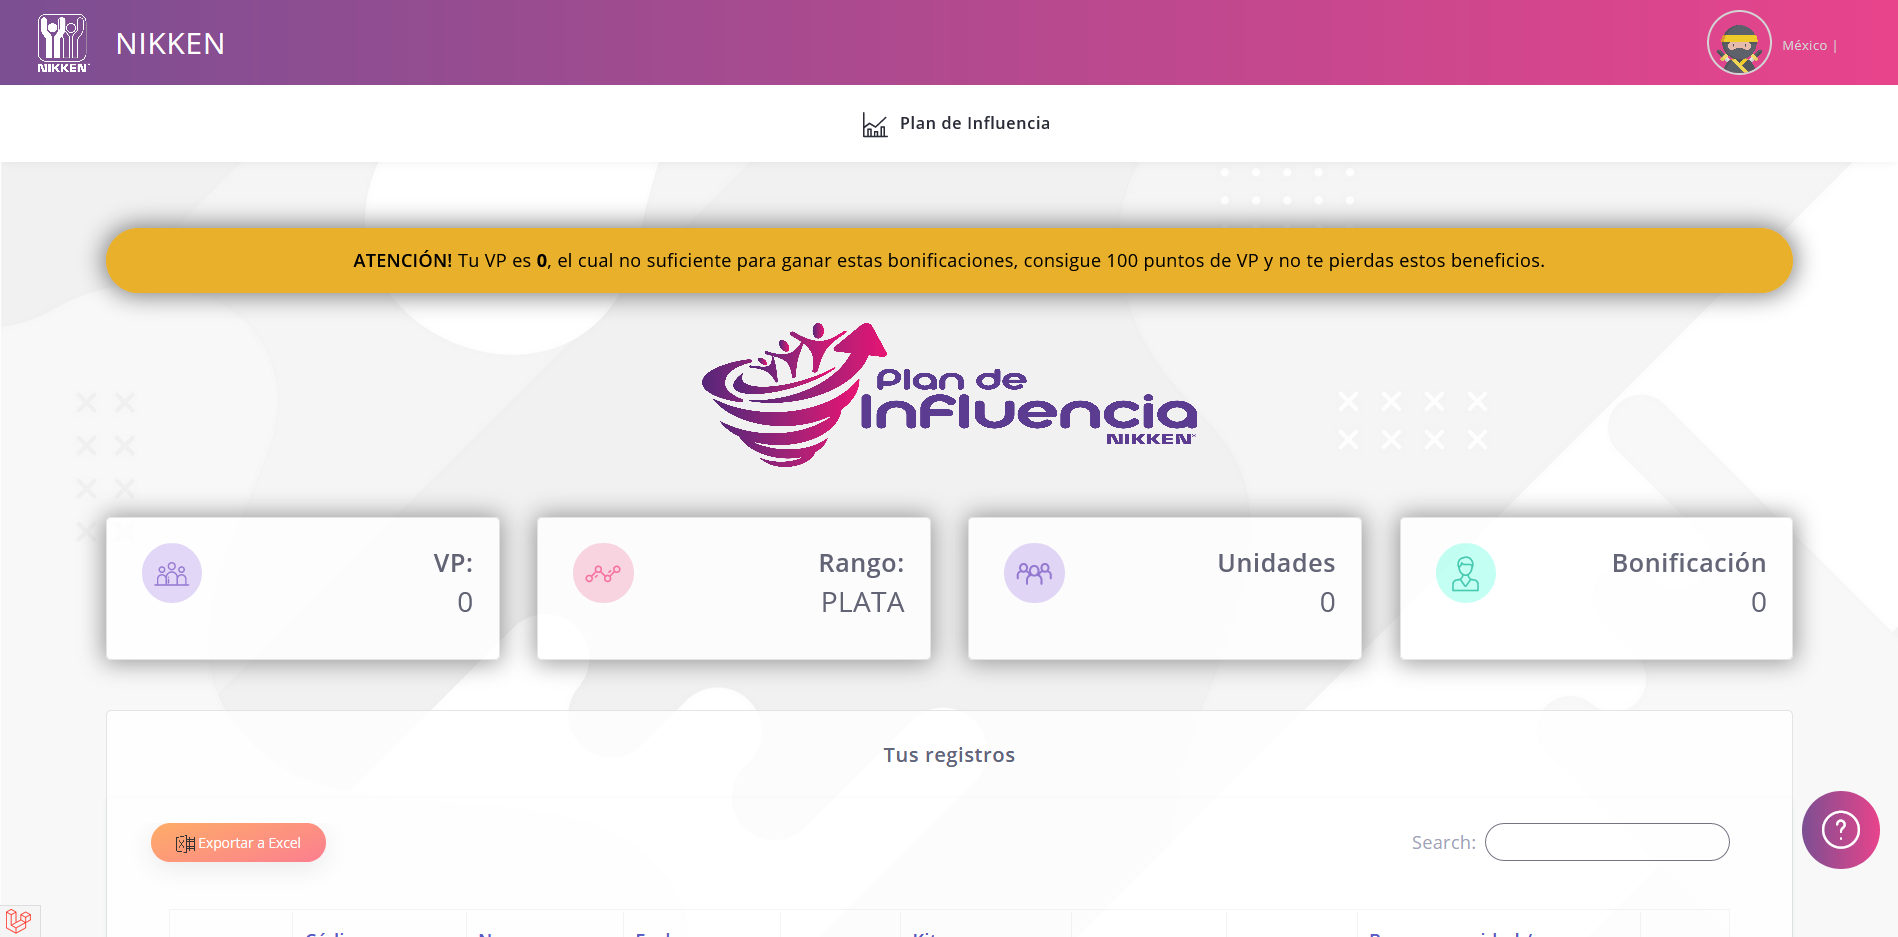 NIKKEN
NIKKEN
México |
Plan de Influencia
ATENCIÓN! Tu VP es 0, el cual no suficiente para ganar estas bonificaciones, consigue 100 puntos de VP y no te pierdas estos beneficios.
Plan de
Influencia
NIKKEN
VP:
0
Rango:
PLATA
Unidades
0
Bonificación
0
Tus registros
Exportar a Excel
Search: